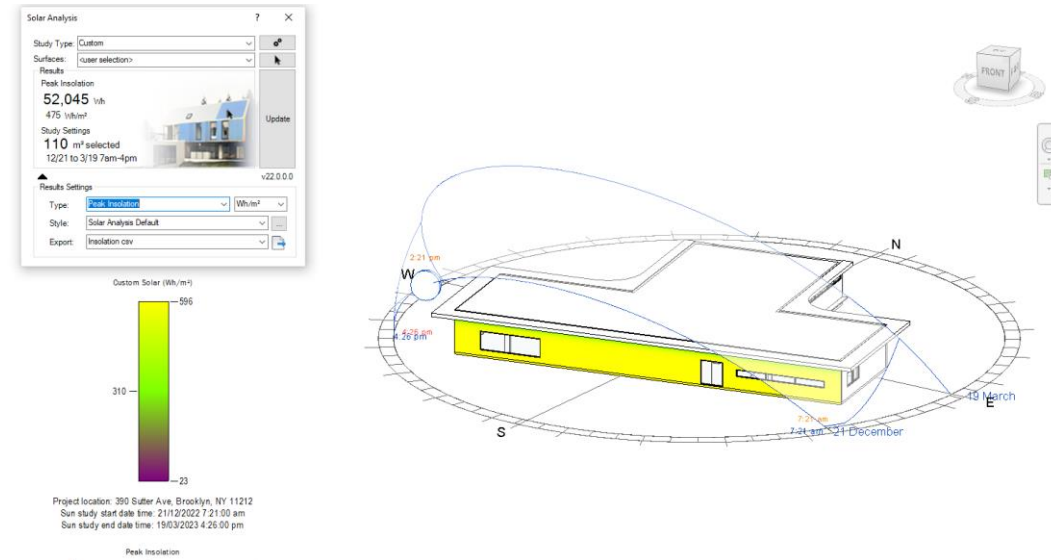 Solar Analysis ? ×
Study Type: Custom
Surfaces: <user selection>
Results
Peak Insolation
52,045 Wh
475 Wh/m²
Study Settings
110 m² selected
12/21 to 3/19 7am-4pm
Update
v22.0.0.0
Results Settings
Type: Peak Insolation Wh/m²
Style: Solar Analysis Default ...
Export: Insolation csv
Custom Solar (Wh/m²)
596
310
23
Project location: 390 Sutter Ave, Brooklyn, NY 11212
Sun study start date time: 21/12/2022 7:21:00 am
Sun study end date time: 19/03/2023 4:26:00 pm
Peak Insolation
FRONT
N
2:21 pm
W
4:26 pm
19 March
E
7:21 am
7:21 am 21 December
S